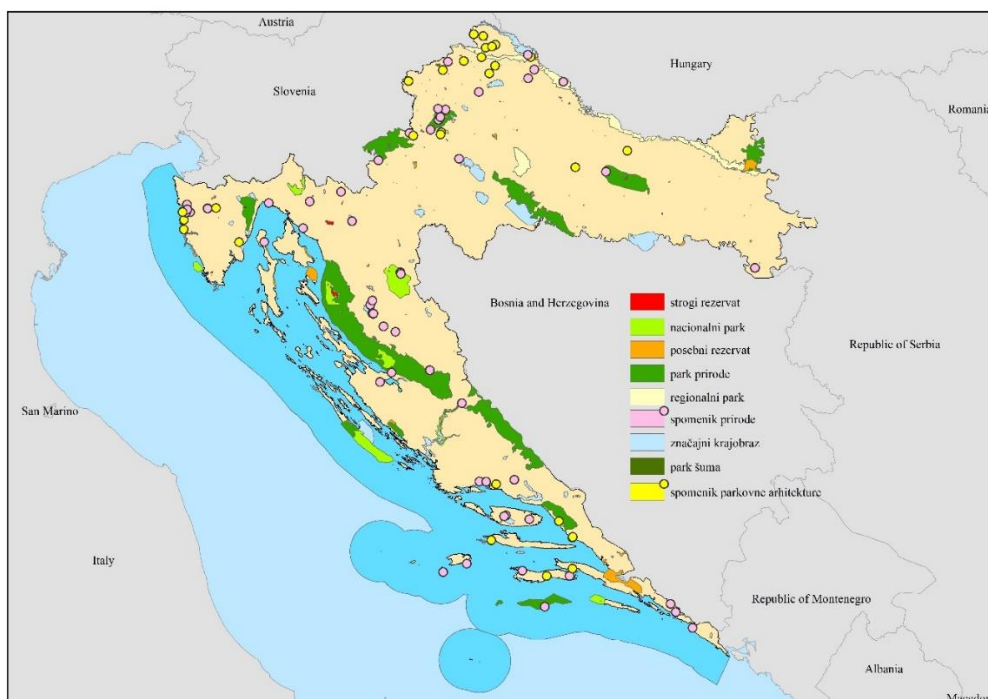 Austria
Hungary
Slovenia
Romania
Bosnia and Herzegovina
Republic of Serbia
San Marino
Italy
Republic of Montenegro
Albania
Macedon
strogi rezervat
nacionalni park
posebni rezervat
park prirode
regionalni park
spomenik prirode
značajni krajobraz
park šuma
spomenik parkovne arhitekture